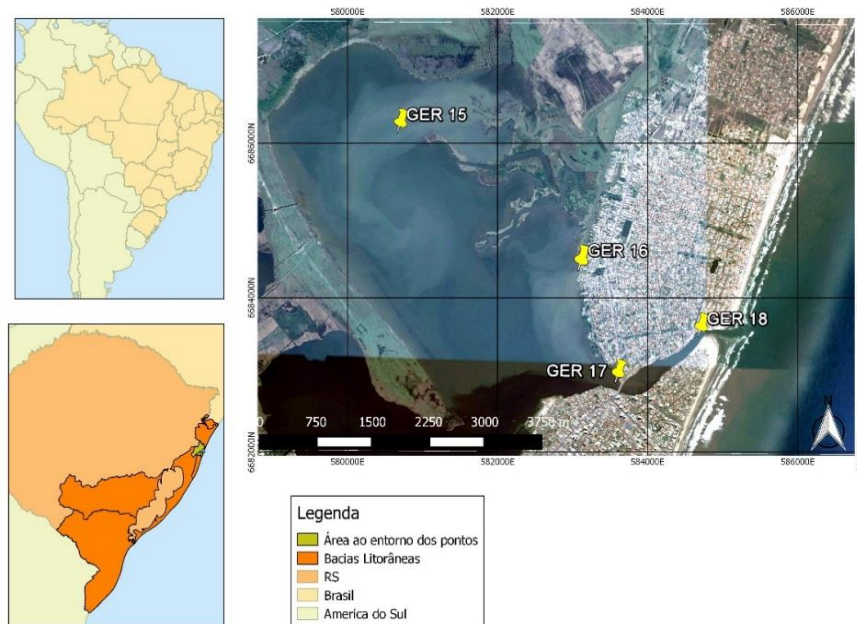 580000E 582000E 584000E 586000E
6686000N
6684000N
6682000N
GER 15
GER 16
GER 18
GER 17
N
0 750 1500 2250 3000 3750 m
580000E 582000E 584000E 586000E
Legenda
Área ao entorno dos pontos
Bacias Litorâneas
RS
Brasil
America do Sul